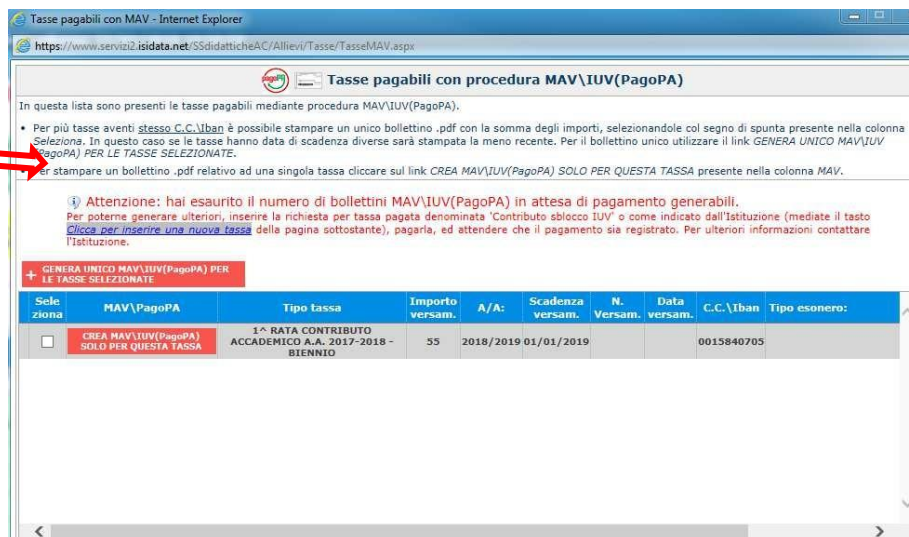 Tasse pagabili con MAV - Internet Explorer
https://www.servizi2.isidata.net/SSdidatticheAC/Allievi/Tasse/TasseMAV.aspx
pagoPA Tasse pagabili con procedura MAV\IUV(PagoPA)
In questa lista sono presenti le tasse pagabili mediante procedura MAV\IUV(PagoPA).
• Per più tasse aventi stesso C.C.\Iban è possibile stampare un unico bollettino .pdf con la somma degli importi, selezionandole col segno di spunta presente nella colonna
Seleziona. In questo caso se le tasse hanno data di scadenza diverse sarà stampata la meno recente. Per il bollettino unico utilizzare il link GENERA UNICO MAV\IUV
(PagoPA) PER LE TASSE SELEZIONATE.
stampare un bollettino .pdf relativo ad una singola tassa cliccare sul link CREA MAV\IUV(PagoPA) SOLO PER QUESTA TASSA presente nella colonna MAV.
Attenzione: hai esaurito il numero di bollettini MAV\IUV(PagoPA) in attesa di pagamento generabili.
Per poterne generare ulteriori, inserire la richiesta per tassa pagata denominata 'Contributo sblocco IUV' o come indicato dall'Istituzione (mediate il tasto
Clicca per inserire una nuova tassa della pagina sottostante), pagarla, ed attendere che il pagamento sia registrato. Per ulteriori informazioni contattare
l'Istituzione.
+ GENERA UNICO MAV\IUV(PagoPA) PER
LE TASSE SELEZIONATE
Sele
ziona MAV\PagoPA Tipo tassa Importo
versam. A/A: Scadenza
versam. N.
Versam. Data
versam. C.C.\Iban Tipo esonero:
CREA MAV\IUV(PagoPA)
SOLO PER QUESTA TASSA 1^ RATA CONTRIBUTO
ACCADEMICO A.A. 2017-2018 -
BIENNIO 55 2018/2019 01/01/2019 0015840705